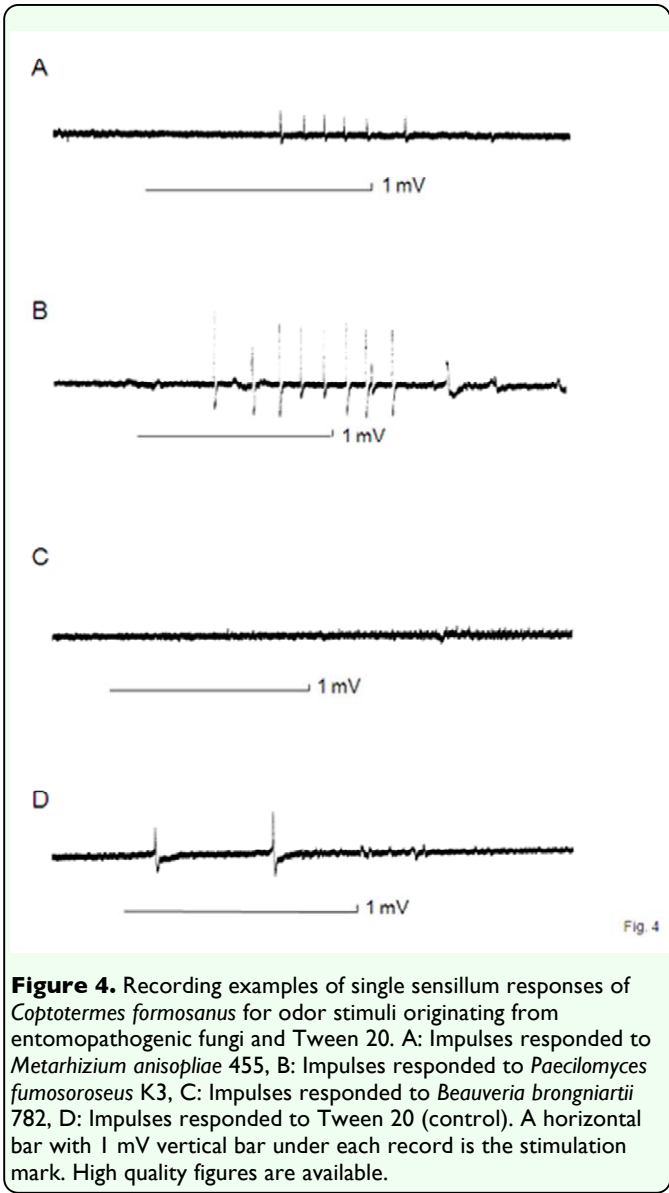 A
1 mV
B
1 mV
C
1 mV
D
1 mV
Fig. 4
Figure 4. Recording examples of single sensillum responses of
Coptotermes formosanus for odor stimuli originating from
entomopathogenic fungi and Tween 20. A: Impulses responded to
Metarhizium anisopliae 455, B: Impulses responded to Paecilomyces
fumosoroseus K3, C: Impulses responded to Beauveria brongniartii
782, D: Impulses responded to Tween 20 (control). A horizontal
bar with 1 mV vertical bar under each record is the stimulation
mark. High quality figures are available.